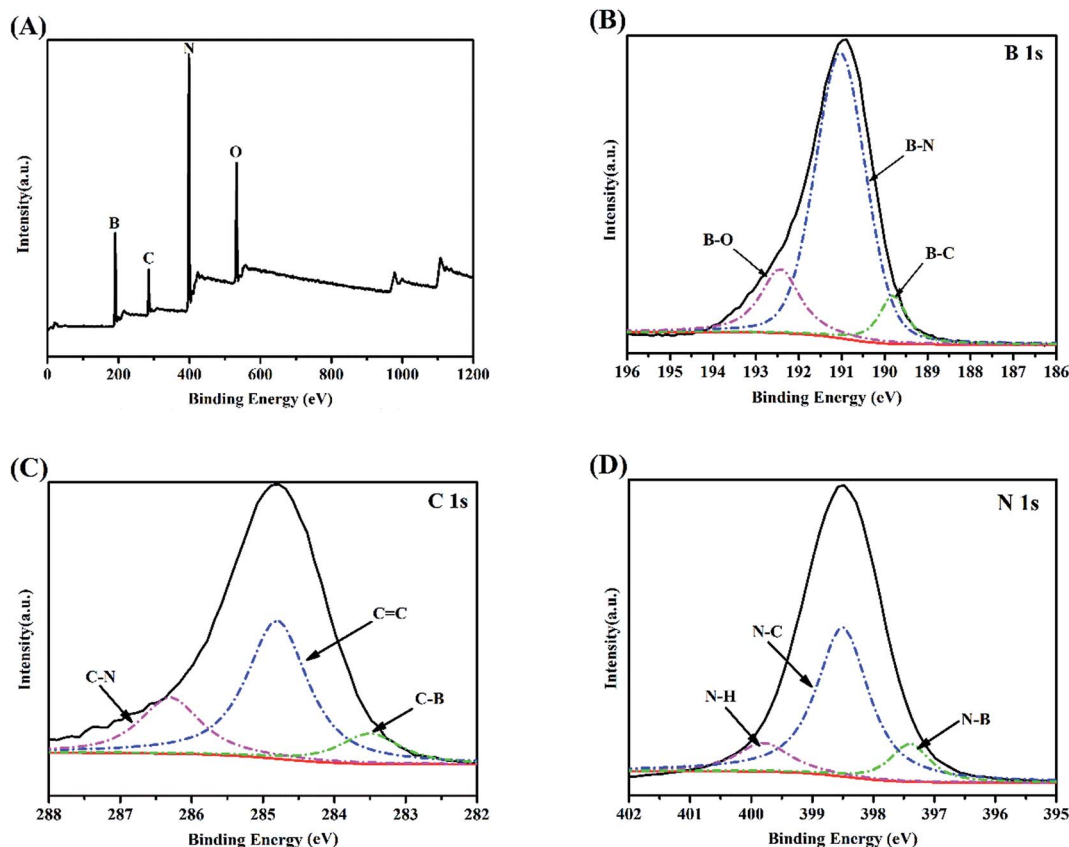 (A)
N
O
B
C
Intensity(a.u.)
0 200 400 600 800 1000 1200
Binding Energy (eV)
(B)
B 1s
B-N
B-O
B-C
Intensity(a.u.)
196 195 194 193 192 191 190 189 188 187 186
Binding Energy (eV)
(C)
C 1s
C=C
C-N
C-B
Intensity(a.u.)
288 287 286 285 284 283 282
Binding Energy (eV)
(D)
N 1s
N-C
N-H
N-B
Intensity(a.u.)
402 401 400 399 398 397 396 395
Binding Energy (eV)